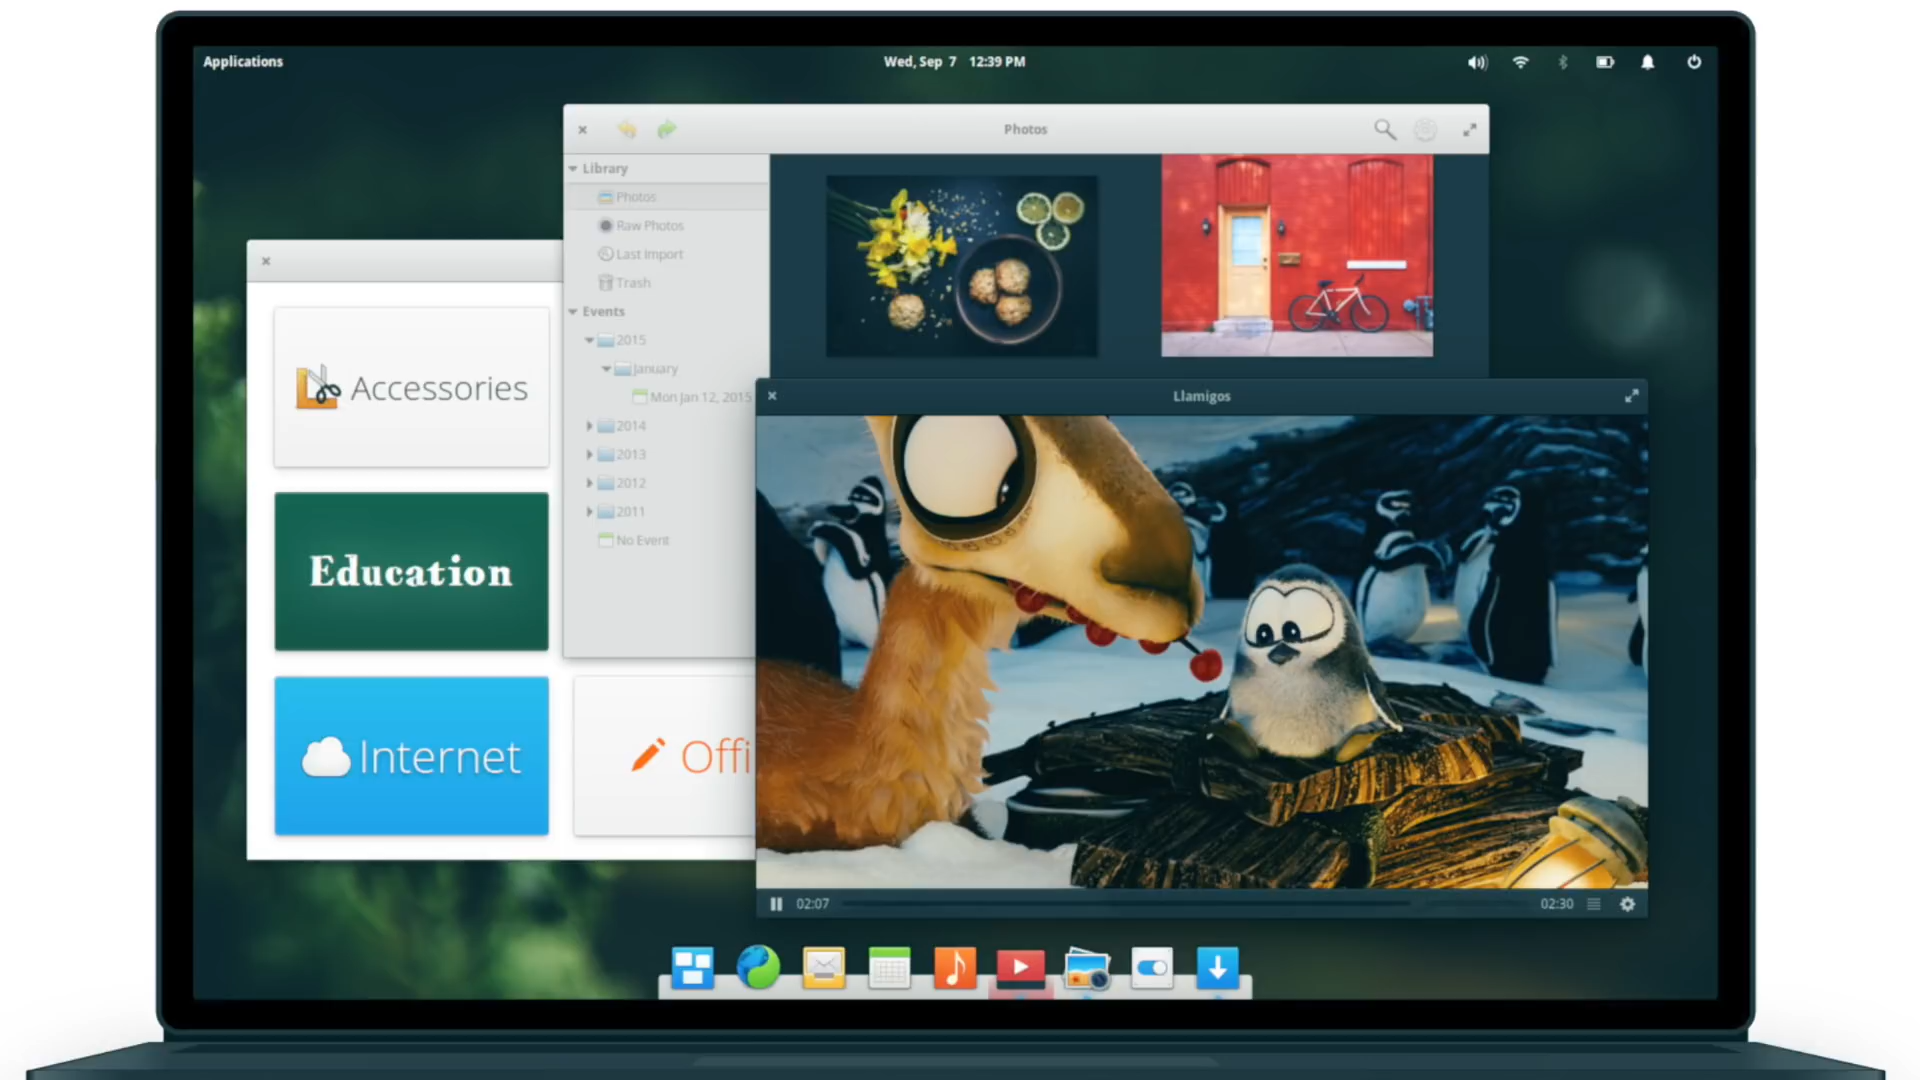 Applications
Wed, Sep 7 12:39 PM
Photos
Library
Photos
Raw Photos
Last Import
Trash
Events
2015
January
Mon Jan 12, 2015
2014
2013
2012
2011
No Event
Accessories
Education
Internet
Offi
Llamigos
02:07
02:30